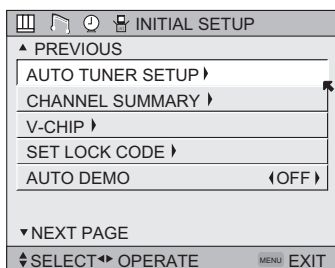 INITIAL SETUP
▲ PREVIOUS
AUTO TUNER SETUP
CHANNEL SUMMARY
V-CHIP
SET LOCK CODE
AUTO DEMO (OFF)
▼NEXT PAGE
SELECT OPERATE MENU EXIT